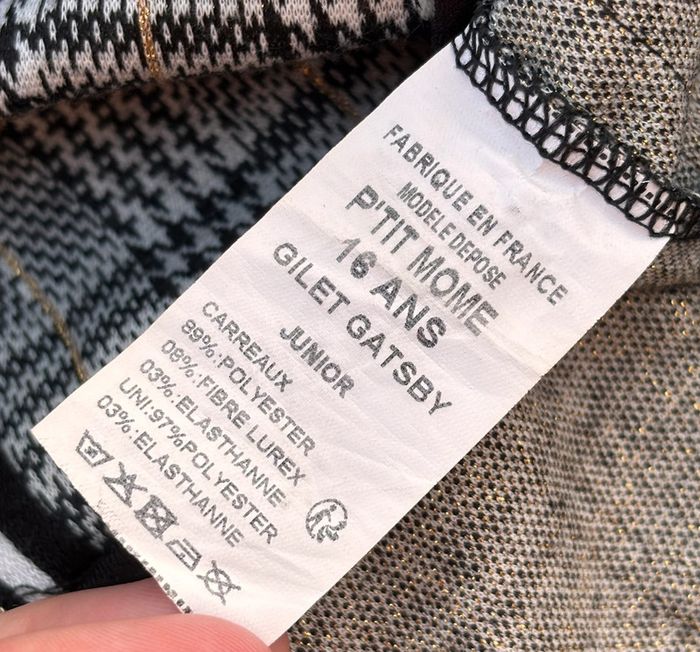 FABRIQUE EN FRANCE
MODELE DEPOSE
P'TIT MOME
16 ANS
GILET GATSBY
JUNIOR
CARREAUX
89%:POLYESTER
08%:FIBRE LUREX
03%:ELASTHANNE
UNI:97%POLYESTER
03%:ELASTHANNE